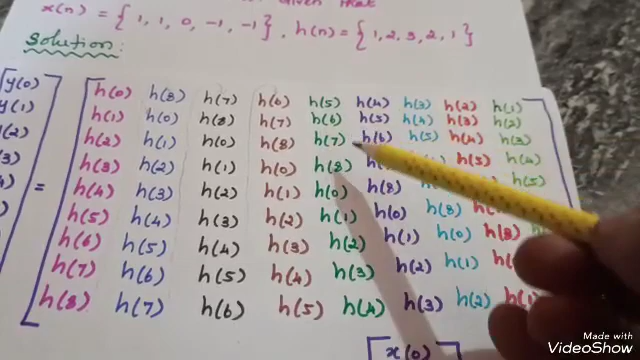 Given that
x(n) = { 1, 1, 0, -1, -1 } , h(n) = { 1, 2, 3, 2, 1 }
Solution:
y(0) h(0) h(8) h(7) h(6) h(5) h(4) h(3) h(2) h(1)
y(1) h(1) h(0) h(8) h(7) h(6) h(5) h(4) h(3) h(2)
(2) h(2) h(1) h(0) h(8) h(7) h(6) h(5) h(4) h(3)
(3) = h(3) h(2) h(1) h(0) h(8) h(5) h(4)
h(4) h(3) h(2) h(1) h(0) h(8) h(5)
h(5) h(4) h(3) h(2) h(1) h(0) h(8)
h(6) h(5) h(4) h(3) h(2) h(1) h(0) h(8)
h(7) h(6) h(5) h(4) h(3) h(2) h(1)
h(8) h(7) h(6) h(5) h(4) h(3) h(2) h(1)
x(0)
Made with
VideoShow